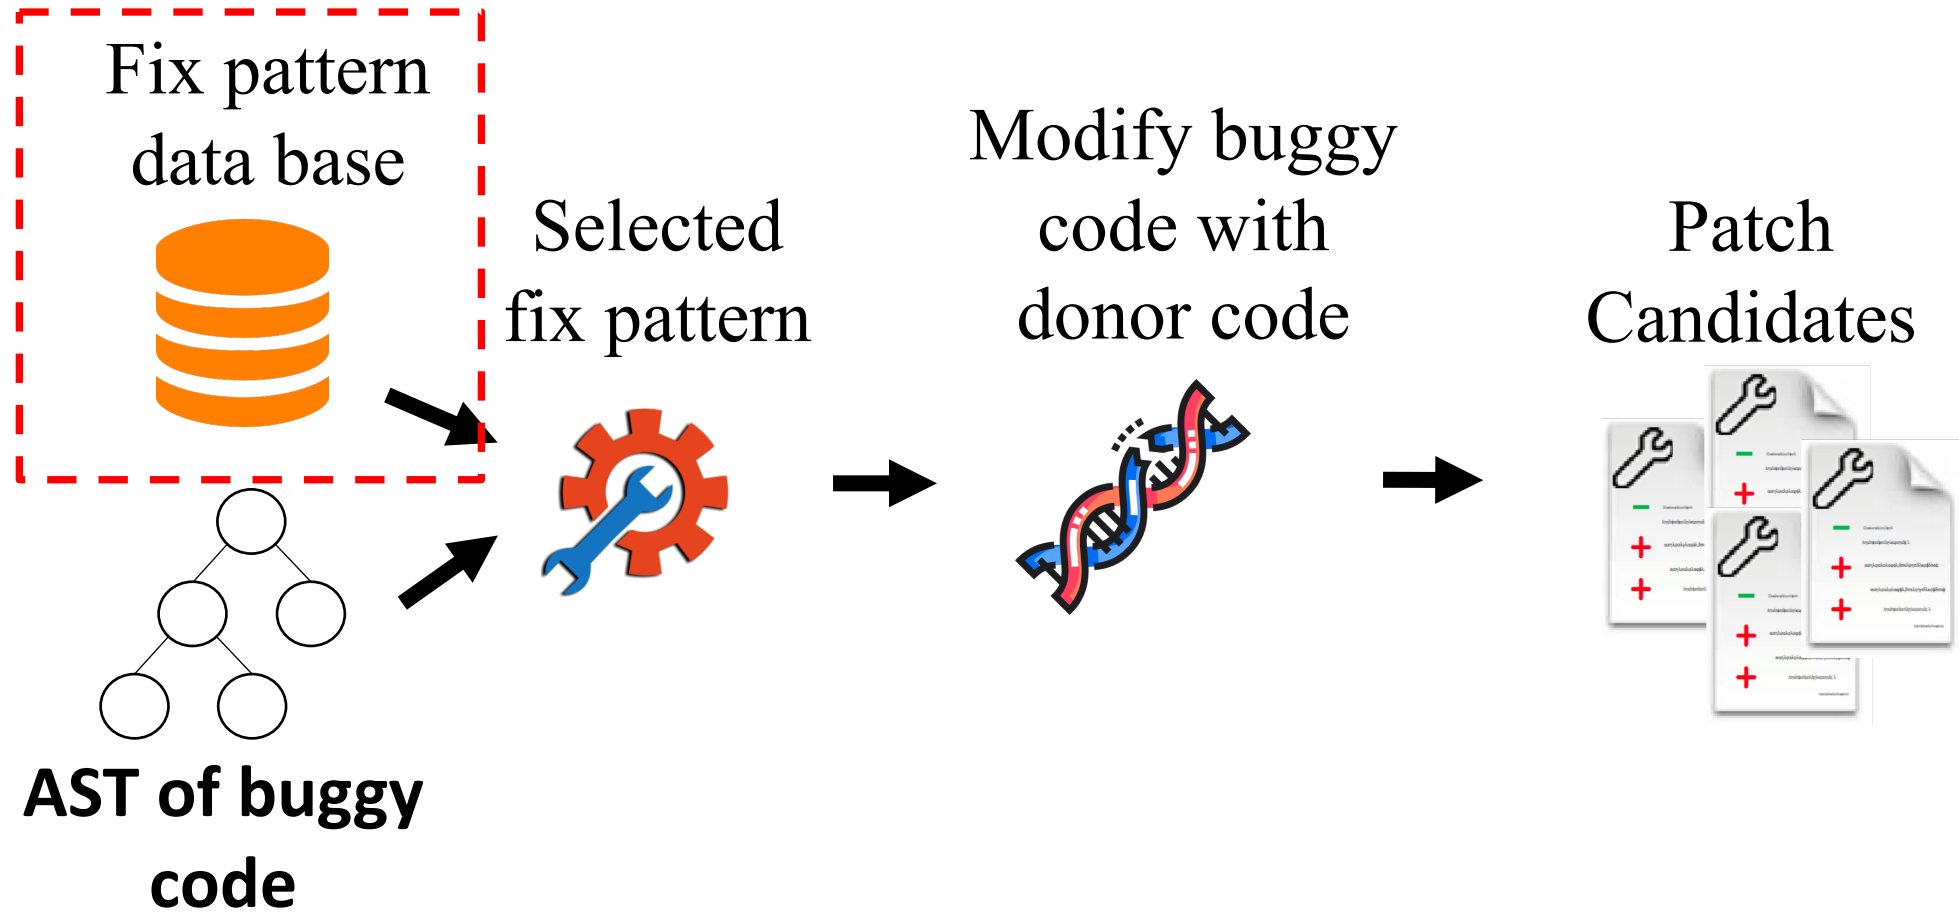 Fix pattern
data base
Selected
fix pattern
Modify buggy
code with
donor code
Patch
Candidates
AST of buggy
code